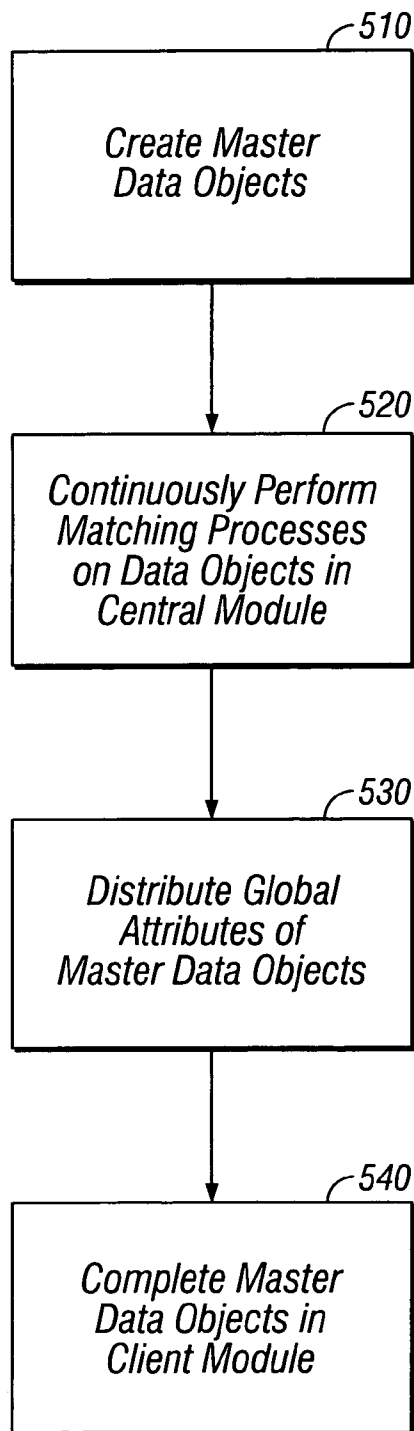 510
Create Master
Data Objects
520
Continuously Perform
Matching Processes
on Data Objects in
Central Module
530
Distribute Global
Attributes of
Master Data Objects
540
Complete Master
Data Objects in
Client Module